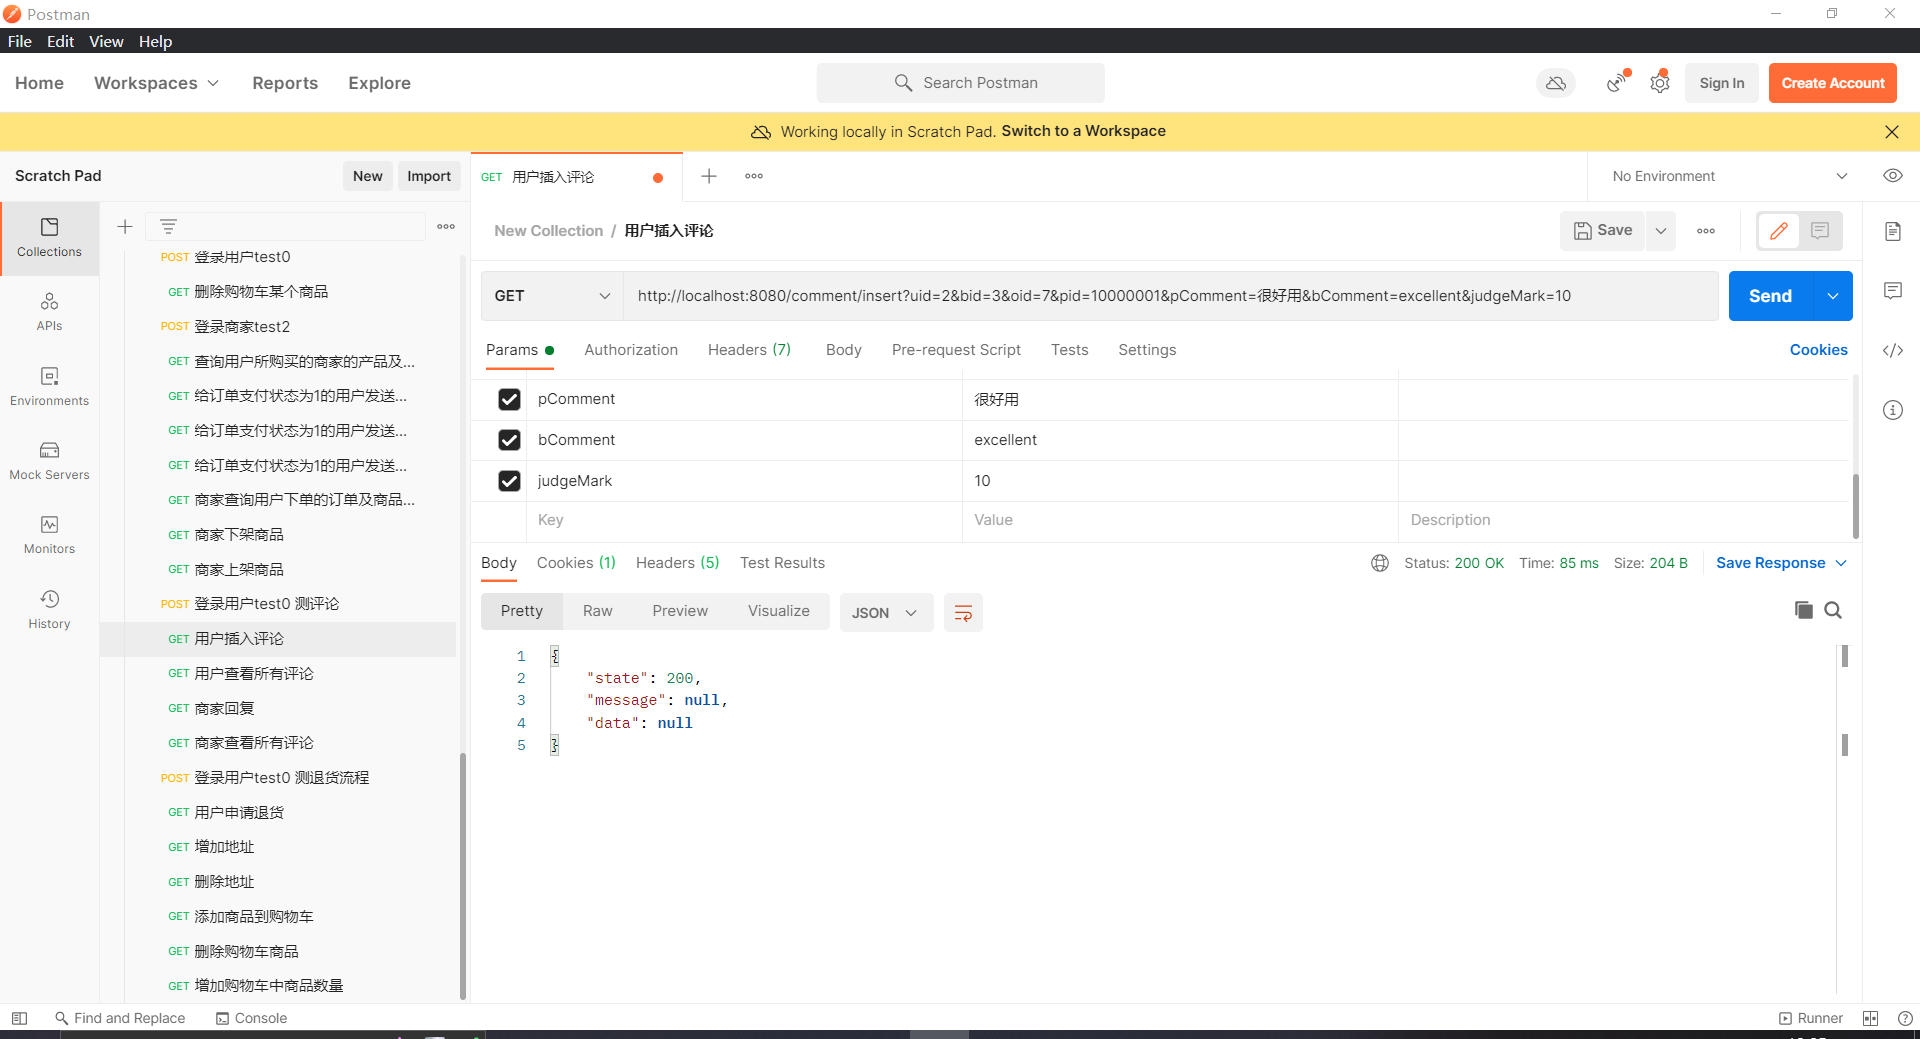 Postman
File Edit View Help
Home Workspaces Reports Explore Search Postman Sign In Create Account
Working locally in Scratch Pad. Switch to a Workspace
Scratch Pad New Import
GET 用户插入评论
No Environment
Collections
APIs
Environments
Mock Servers
Monitors
History
POST 登录用户test0
GET 删除购物车某个商品
POST 登录商家test2
GET 查询用户所购买的商家的产品及...
GET 给订单支付状态为1的用户发送...
GET 给订单支付状态为1的用户发送...
GET 给订单支付状态为1的用户发送...
GET 商家查询用户下单的订单及商品...
GET 商家下架商品
GET 商家上架商品
POST 登录用户test0 测评论
GET 用户插入评论
GET 用户查看所有评论
GET 商家回复
GET 商家查看所有评论
POST 登录用户test0 测退货流程
GET 用户申请退货
GET 增加地址
GET 删除地址
GET 添加商品到购物车
GET 删除购物车商品
GET 增加购物车中商品数量
New Collection / 用户插入评论 Save
GET http://localhost:8080/comment/insert?uid=2&bid=3&oid=7&pid=10000001&pComment=很好用&bComment=excellent&judgeMark=10 Send
Params Authorization Headers (7) Body Pre-request Script Tests Settings Cookies
pComment 很好用
bComment excellent
judgeMark 10
Key Value Description
Body Cookies (1) Headers (5) Test Results Status: 200 OK Time: 85 ms Size: 204 B Save Response
Pretty Raw Preview Visualize JSON
1 {
2 "state": 200,
3 "message": null,
4 "data": null
5 }
Find and Replace Console Runner